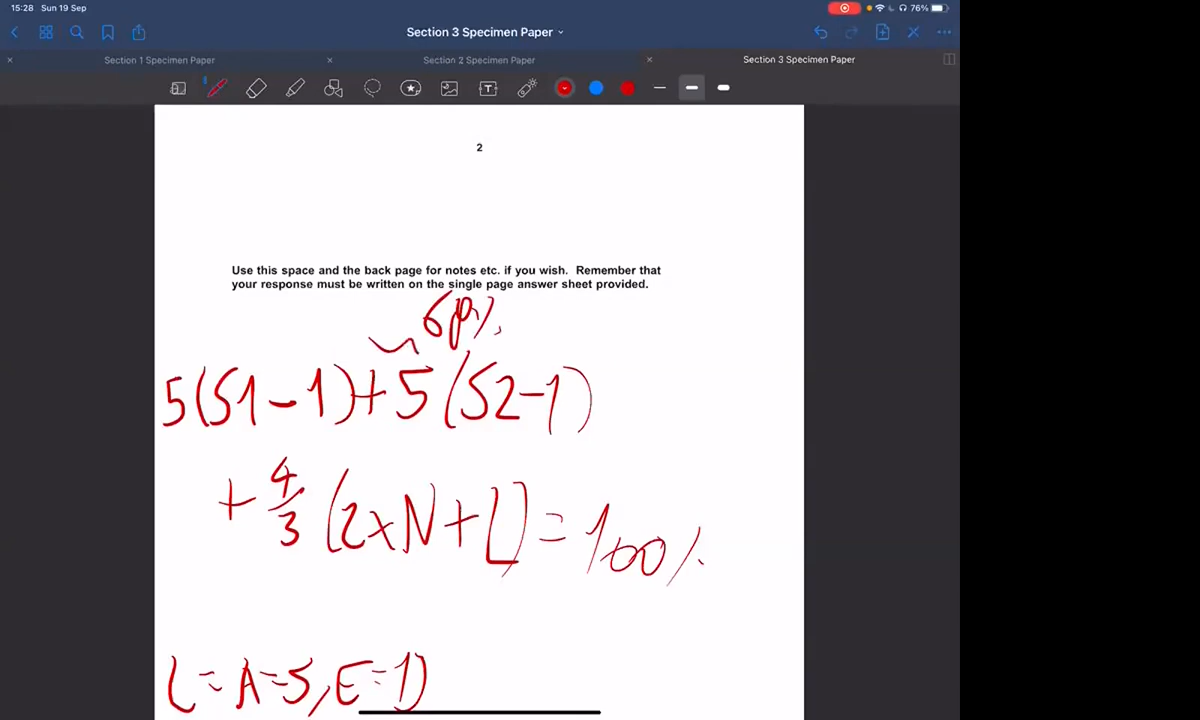 15:28 Sun 19 Sep 76%
Section 3 Specimen Paper
Section 1 Specimen Paper Section 2 Specimen Paper Section 3 Specimen Paper
2
Use this space and the back page for notes etc. if you wish. Remember that
your response must be written on the single page answer sheet provided.
60%
5(S1-1)+5(S2-1)
+4/3(2xN+L)=100%
L=A=5, E=1)